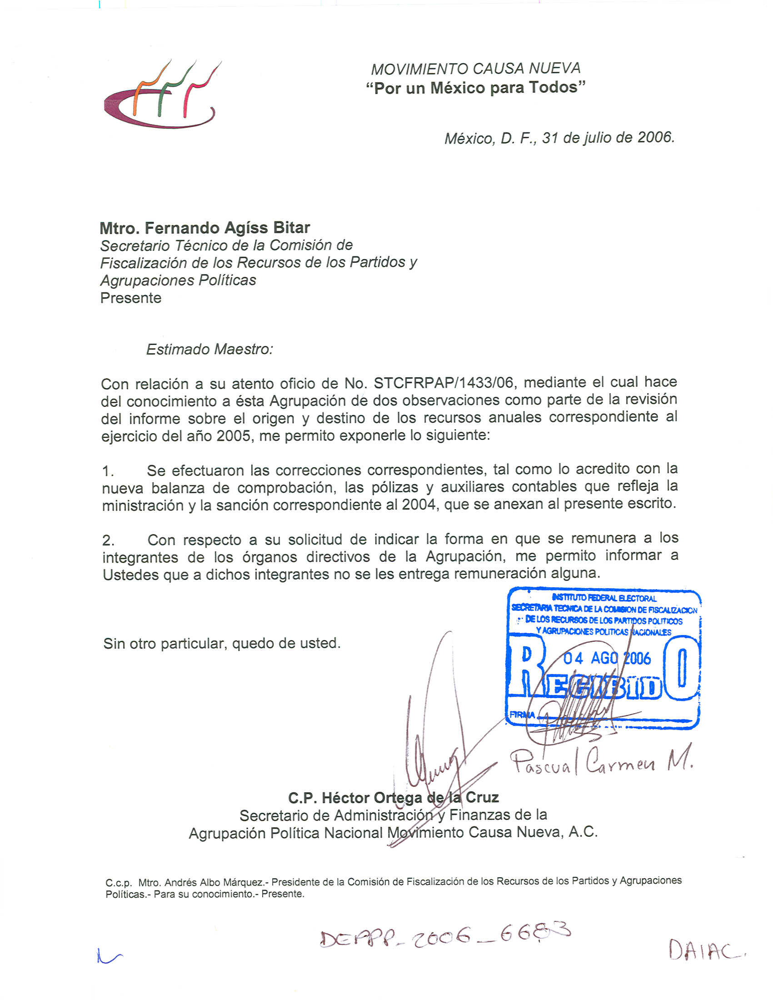 MOVIMIENTO CAUSA NUEVA
“Por un México para Todos”
México, D. F., 31 de julio de 2006.
Mtro. Fernando Agíss Bitar
Secretario Técnico de la Comisión de
Fiscalización de los Recursos de los Partidos y
Agrupaciones Políticas
Presente
Estimado Maestro:
Con relación a su atento oficio de No. STCFRPAP/1433/06, mediante el cual hace
del conocimiento a ésta Agrupación de dos observaciones como parte de la revisión
del informe sobre el origen y destino de los recursos anuales correspondiente al
ejercicio del año 2005, me permito exponerle lo siguiente:
1. Se efectuaron las correcciones correspondientes, tal como lo acredito con la
nueva balanza de comprobación, las pólizas y auxiliares contables que refleja la
ministración y la sanción correspondiente al 2004, que se anexan al presente escrito.
2. Con respecto a su solicitud de indicar la forma en que se remunera a los
integrantes de los órganos directivos de la Agrupación, me permito informar a
Ustedes que a dichos integrantes no se les entrega remuneración alguna.
INSTITUTO FEDERAL ELECTORAL
SECRETARIA TECNICA DE LA COMISION DE FISCALIZACION
DE LOS RECURSOS DE LOS PARTIDOS POLITICOS
Y AGRUPACIONES POLITICAS NACIONALES
Sin otro particular, quedo de usted.
04 AGO 2006
RECIBIDO
FIRMA
Pascual Carmen M.
C.P. Héctor Ortega de la Cruz
Secretario de Administración y Finanzas de la
Agrupación Política Nacional Movimiento Causa Nueva, A.C.
C.c.p. Mtro. Andrés Albo Márquez.- Presidente de la Comisión de Fiscalización de los Recursos de los Partidos y Agrupaciones
Políticas.- Para su conocimiento.- Presente.
DEPPP_2006_6683
DAIAC.